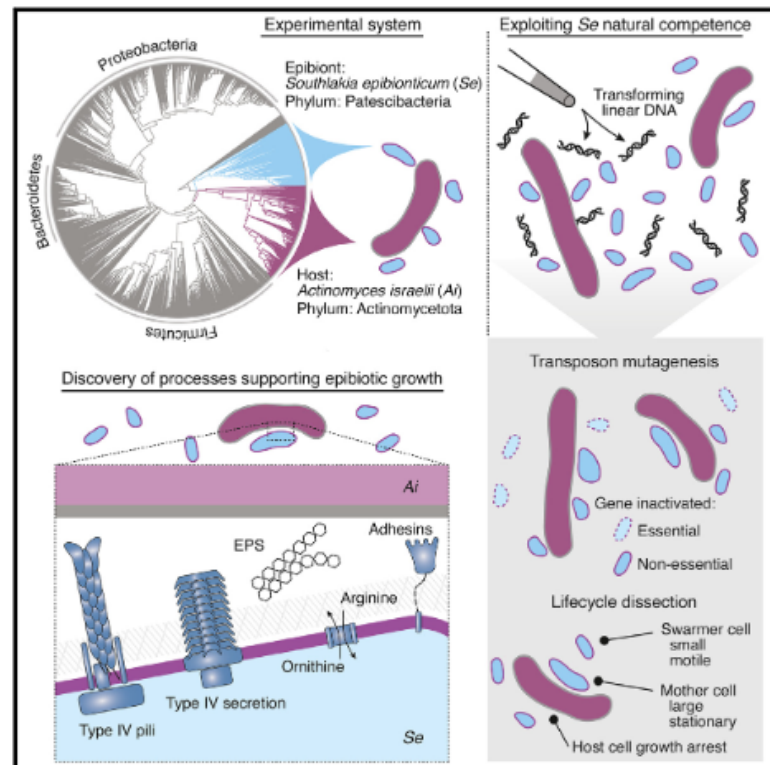 Experimental system
Proteobacteria
Bacteroidetes
Firmicutes
Epibiont:
Southlakia epibionticum (Se)
Phylum: Patescibacteria
Host:
Actinomyces israelii (Ai)
Phylum: Actinomycetota
Exploiting Se natural competence
Transforming
linear DNA
Discovery of processes supporting epibiotic growth
Ai
EPS
Adhesins
Arginine
Ornithine
Type IV secretion
Type IV pili
Se
Transposon mutagenesis
Gene inactivated:
Essential
Non-essential
Lifecycle dissection
Swarmer cell
small
motile
Mother cell
large
stationary
Host cell growth arrest